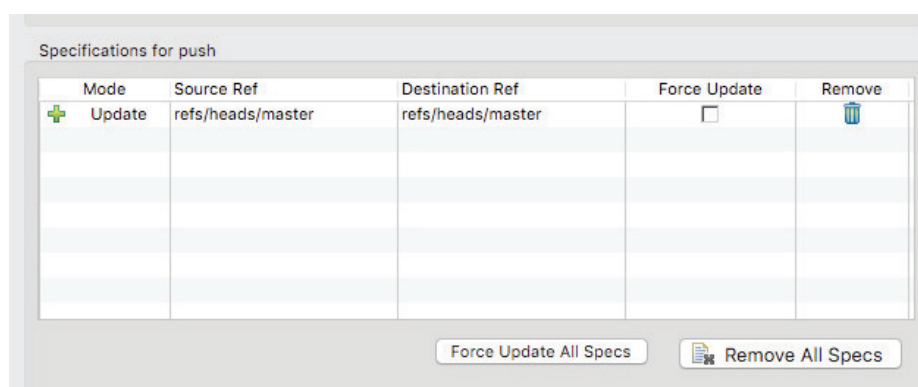 Specifications for push
Mode Source Ref Destination Ref Force Update Remove
Update refs/heads/master refs/heads/master
Force Update All Specs Remove All Specs